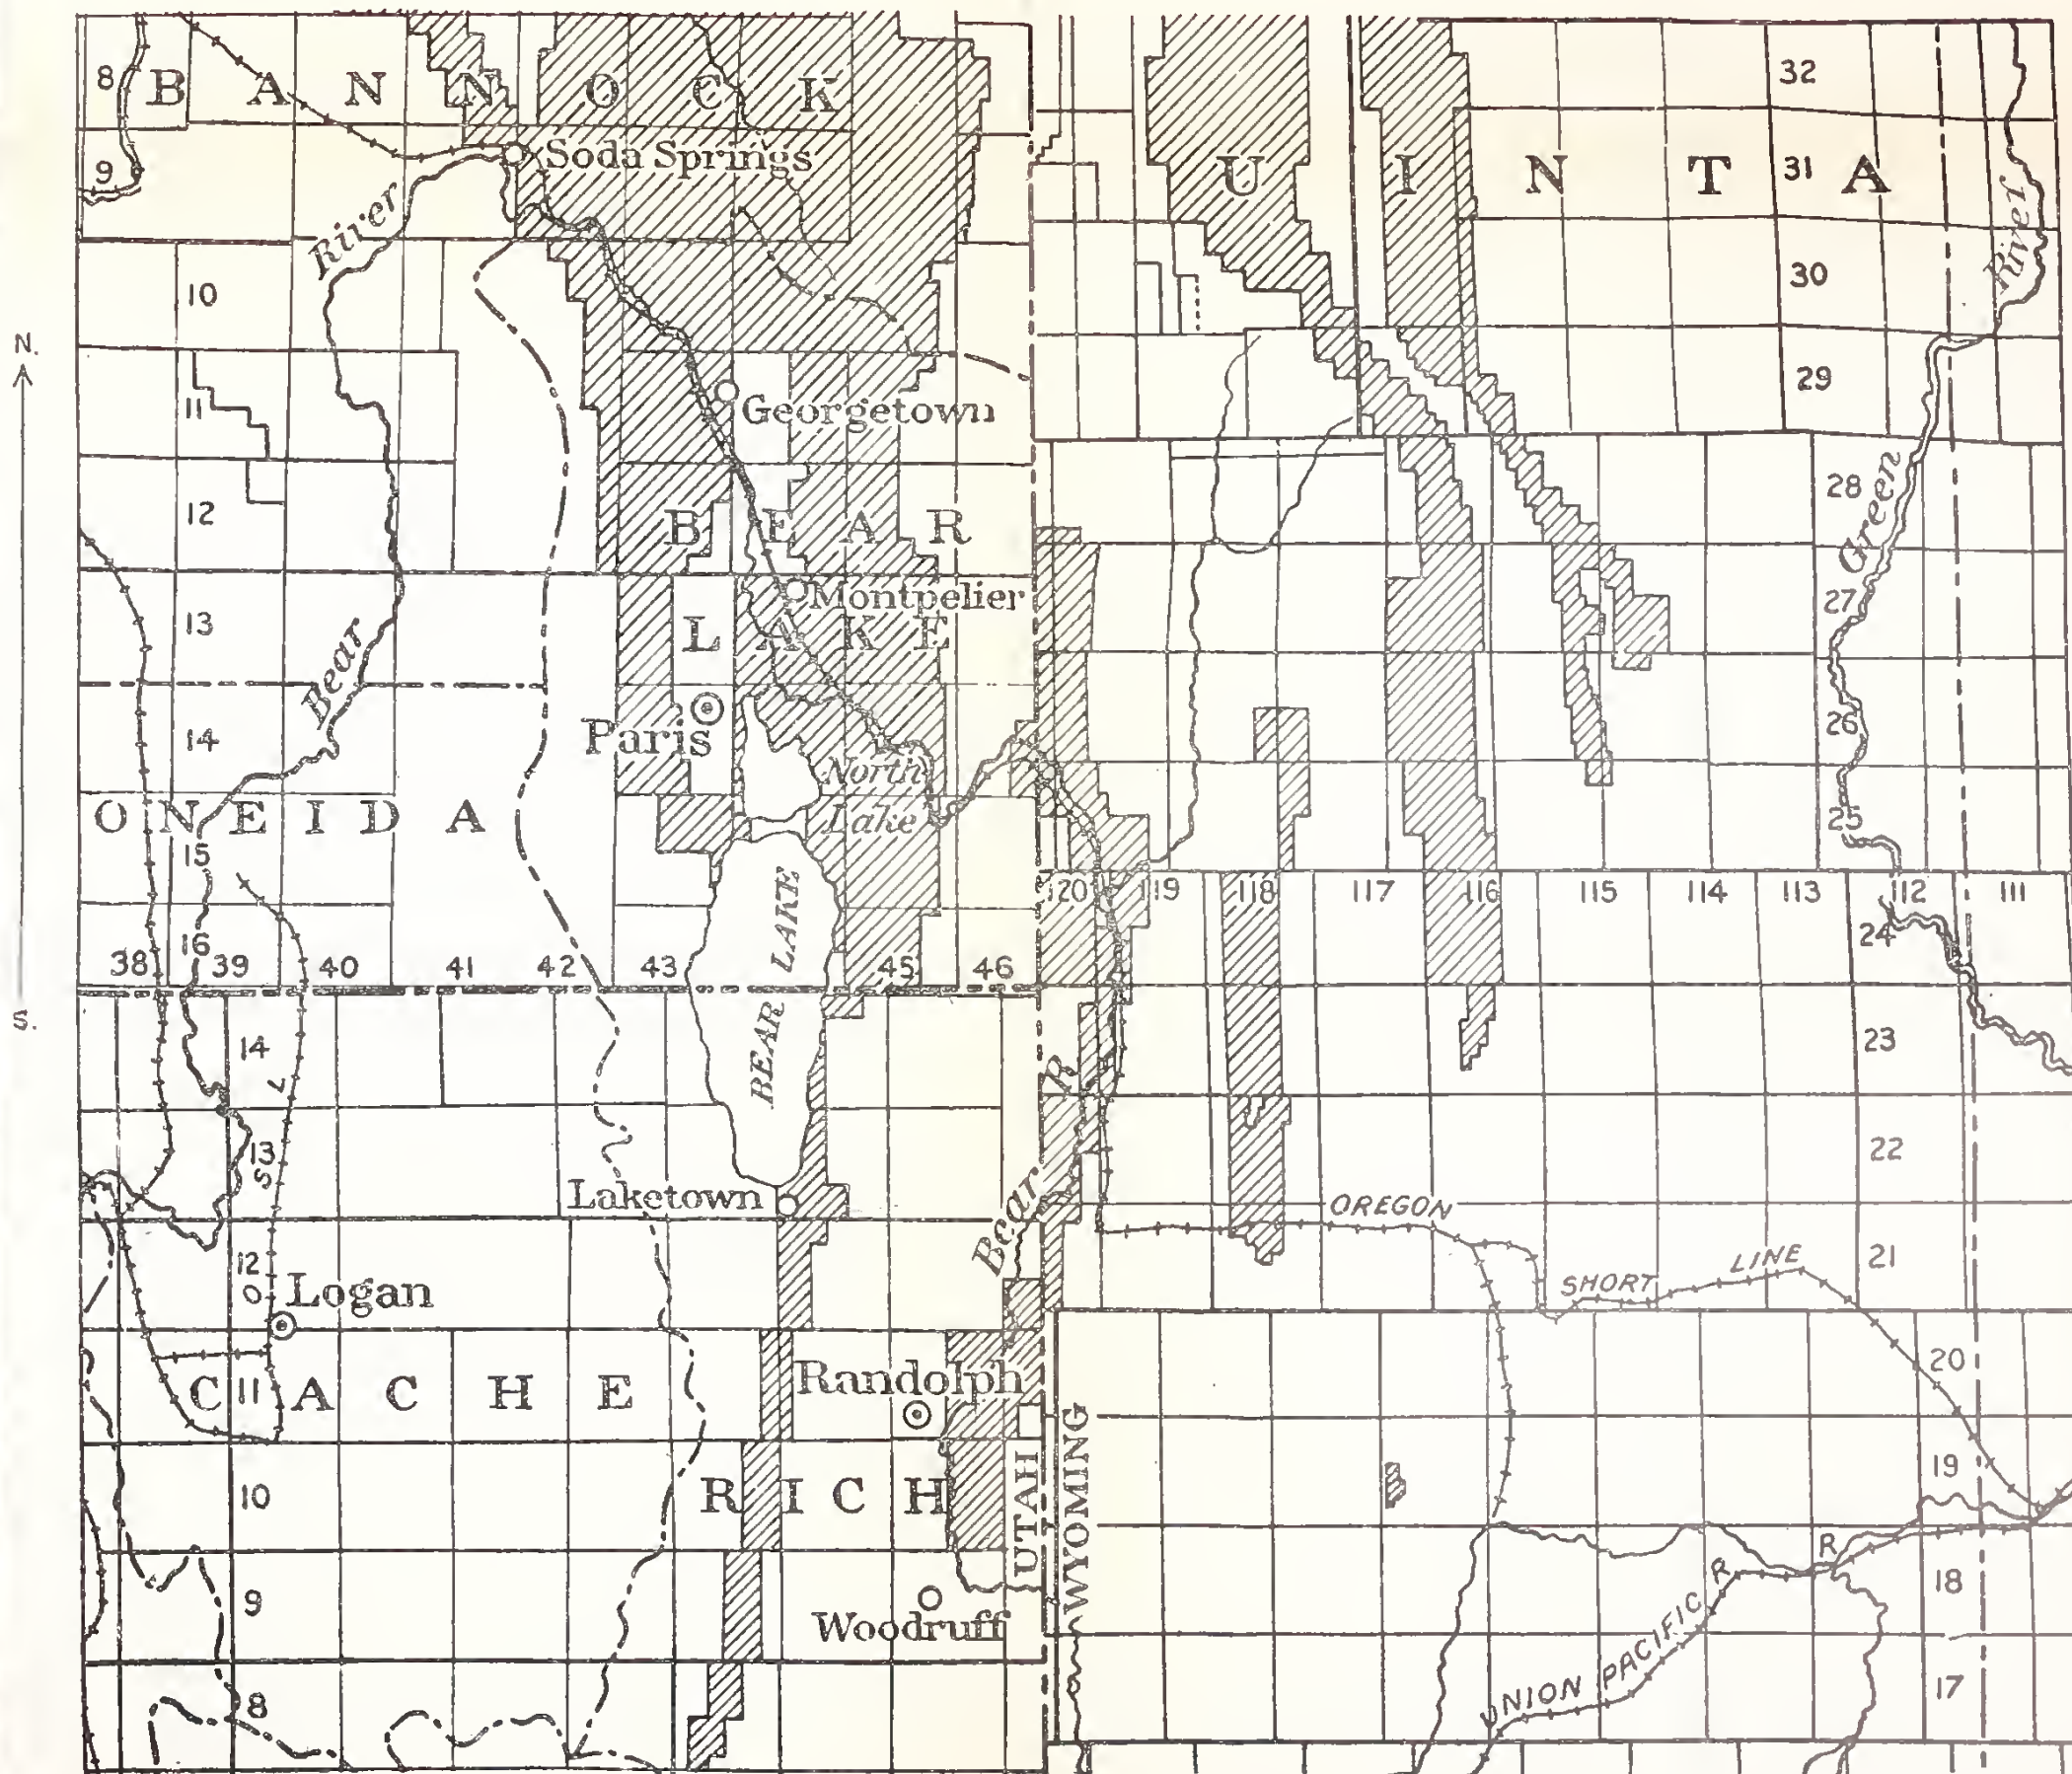 N.
S.
8
B A N N O C K
9
Soda Springs
River
10
11
Georgetown
12
B E A R
Montpelier
13
L A K E
Bear
14
Paris
North
Lake
O N E I D A
15
16
BEAR LAKE
38 39 40 41 42 43 45 46
14
L
13
S
Laketown
12
O
Logan
C A C H E
11
Randolph
10
R I C H
9
Woodruff
8
UTAH
WYOMING
Bear R
U I N T A
32
31
30
29
28
27
26
25
River
Green
120 119 118 117 116 115 114 113 112 111
24
23
22
21
OREGON
SHORT
LINE
20
19
18
17
UNION PACIFIC R R